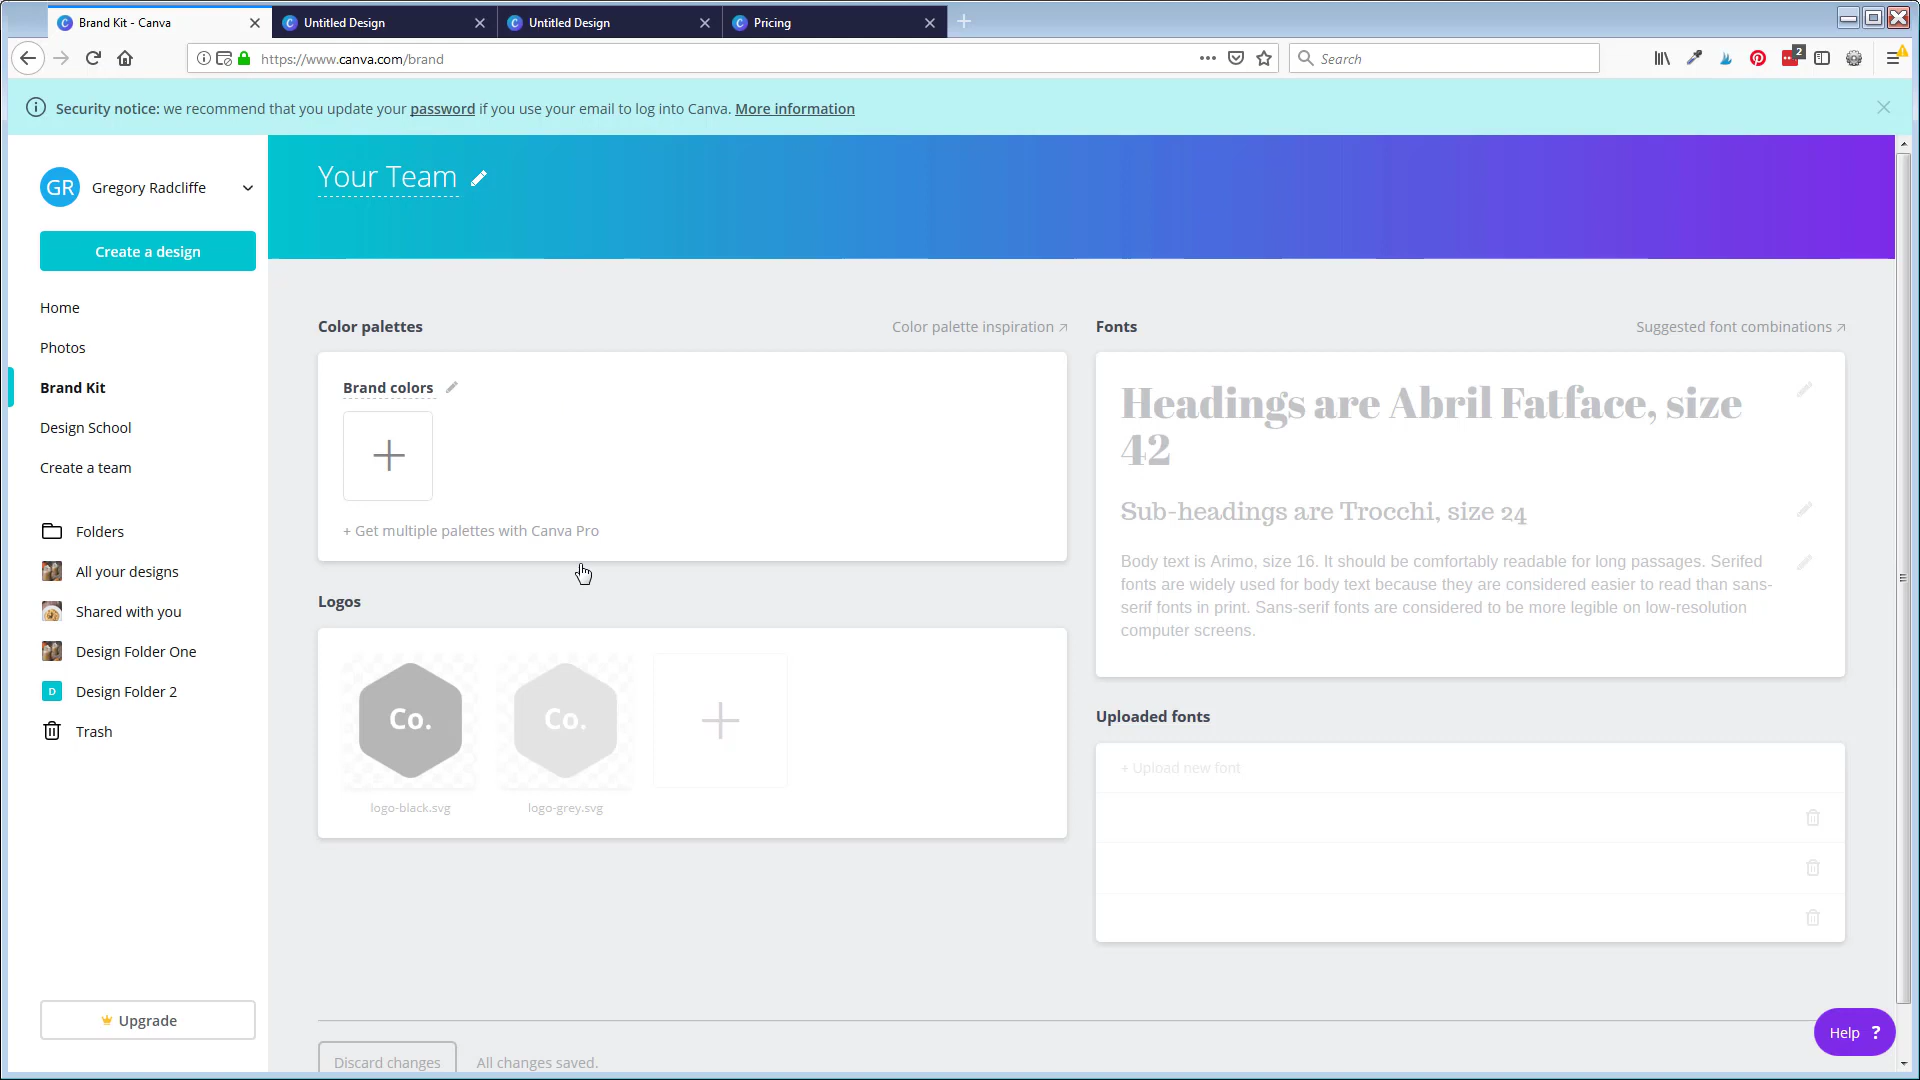 Brand Kit - Canva
Untitled Design
Untitled Design
Pricing
https://www.canva.com/brand
Search
2
Security notice: we recommend that you update your password if you use your email to log into Canva. More information
GR
Gregory Radcliffe
Create a design
Home
Photos
Brand Kit
Design School
Create a team
Folders
All your designs
Shared with you
Design Folder One
D
Design Folder 2
Trash
Upgrade
Your Team
Color palettes
Color palette inspiration
Brand colors
+ Get multiple palettes with Canva Pro
Logos
Co.
Co.
logo-black.svg
logo-grey.svg
Fonts
Suggested font combinations
Headings are Abril Fatface, size
42
Sub-headings are Trocchi, size 24
Body text is Arimo, size 16. It should be comfortably readable for long passages. Serifed
fonts are widely used for body text because they are considered easier to read than sans-
serif fonts in print. Sans-serif fonts are considered to be more legible on low-resolution
computer screens.
Uploaded fonts
+ Upload new font
Discard changes
All changes saved.
Help ?